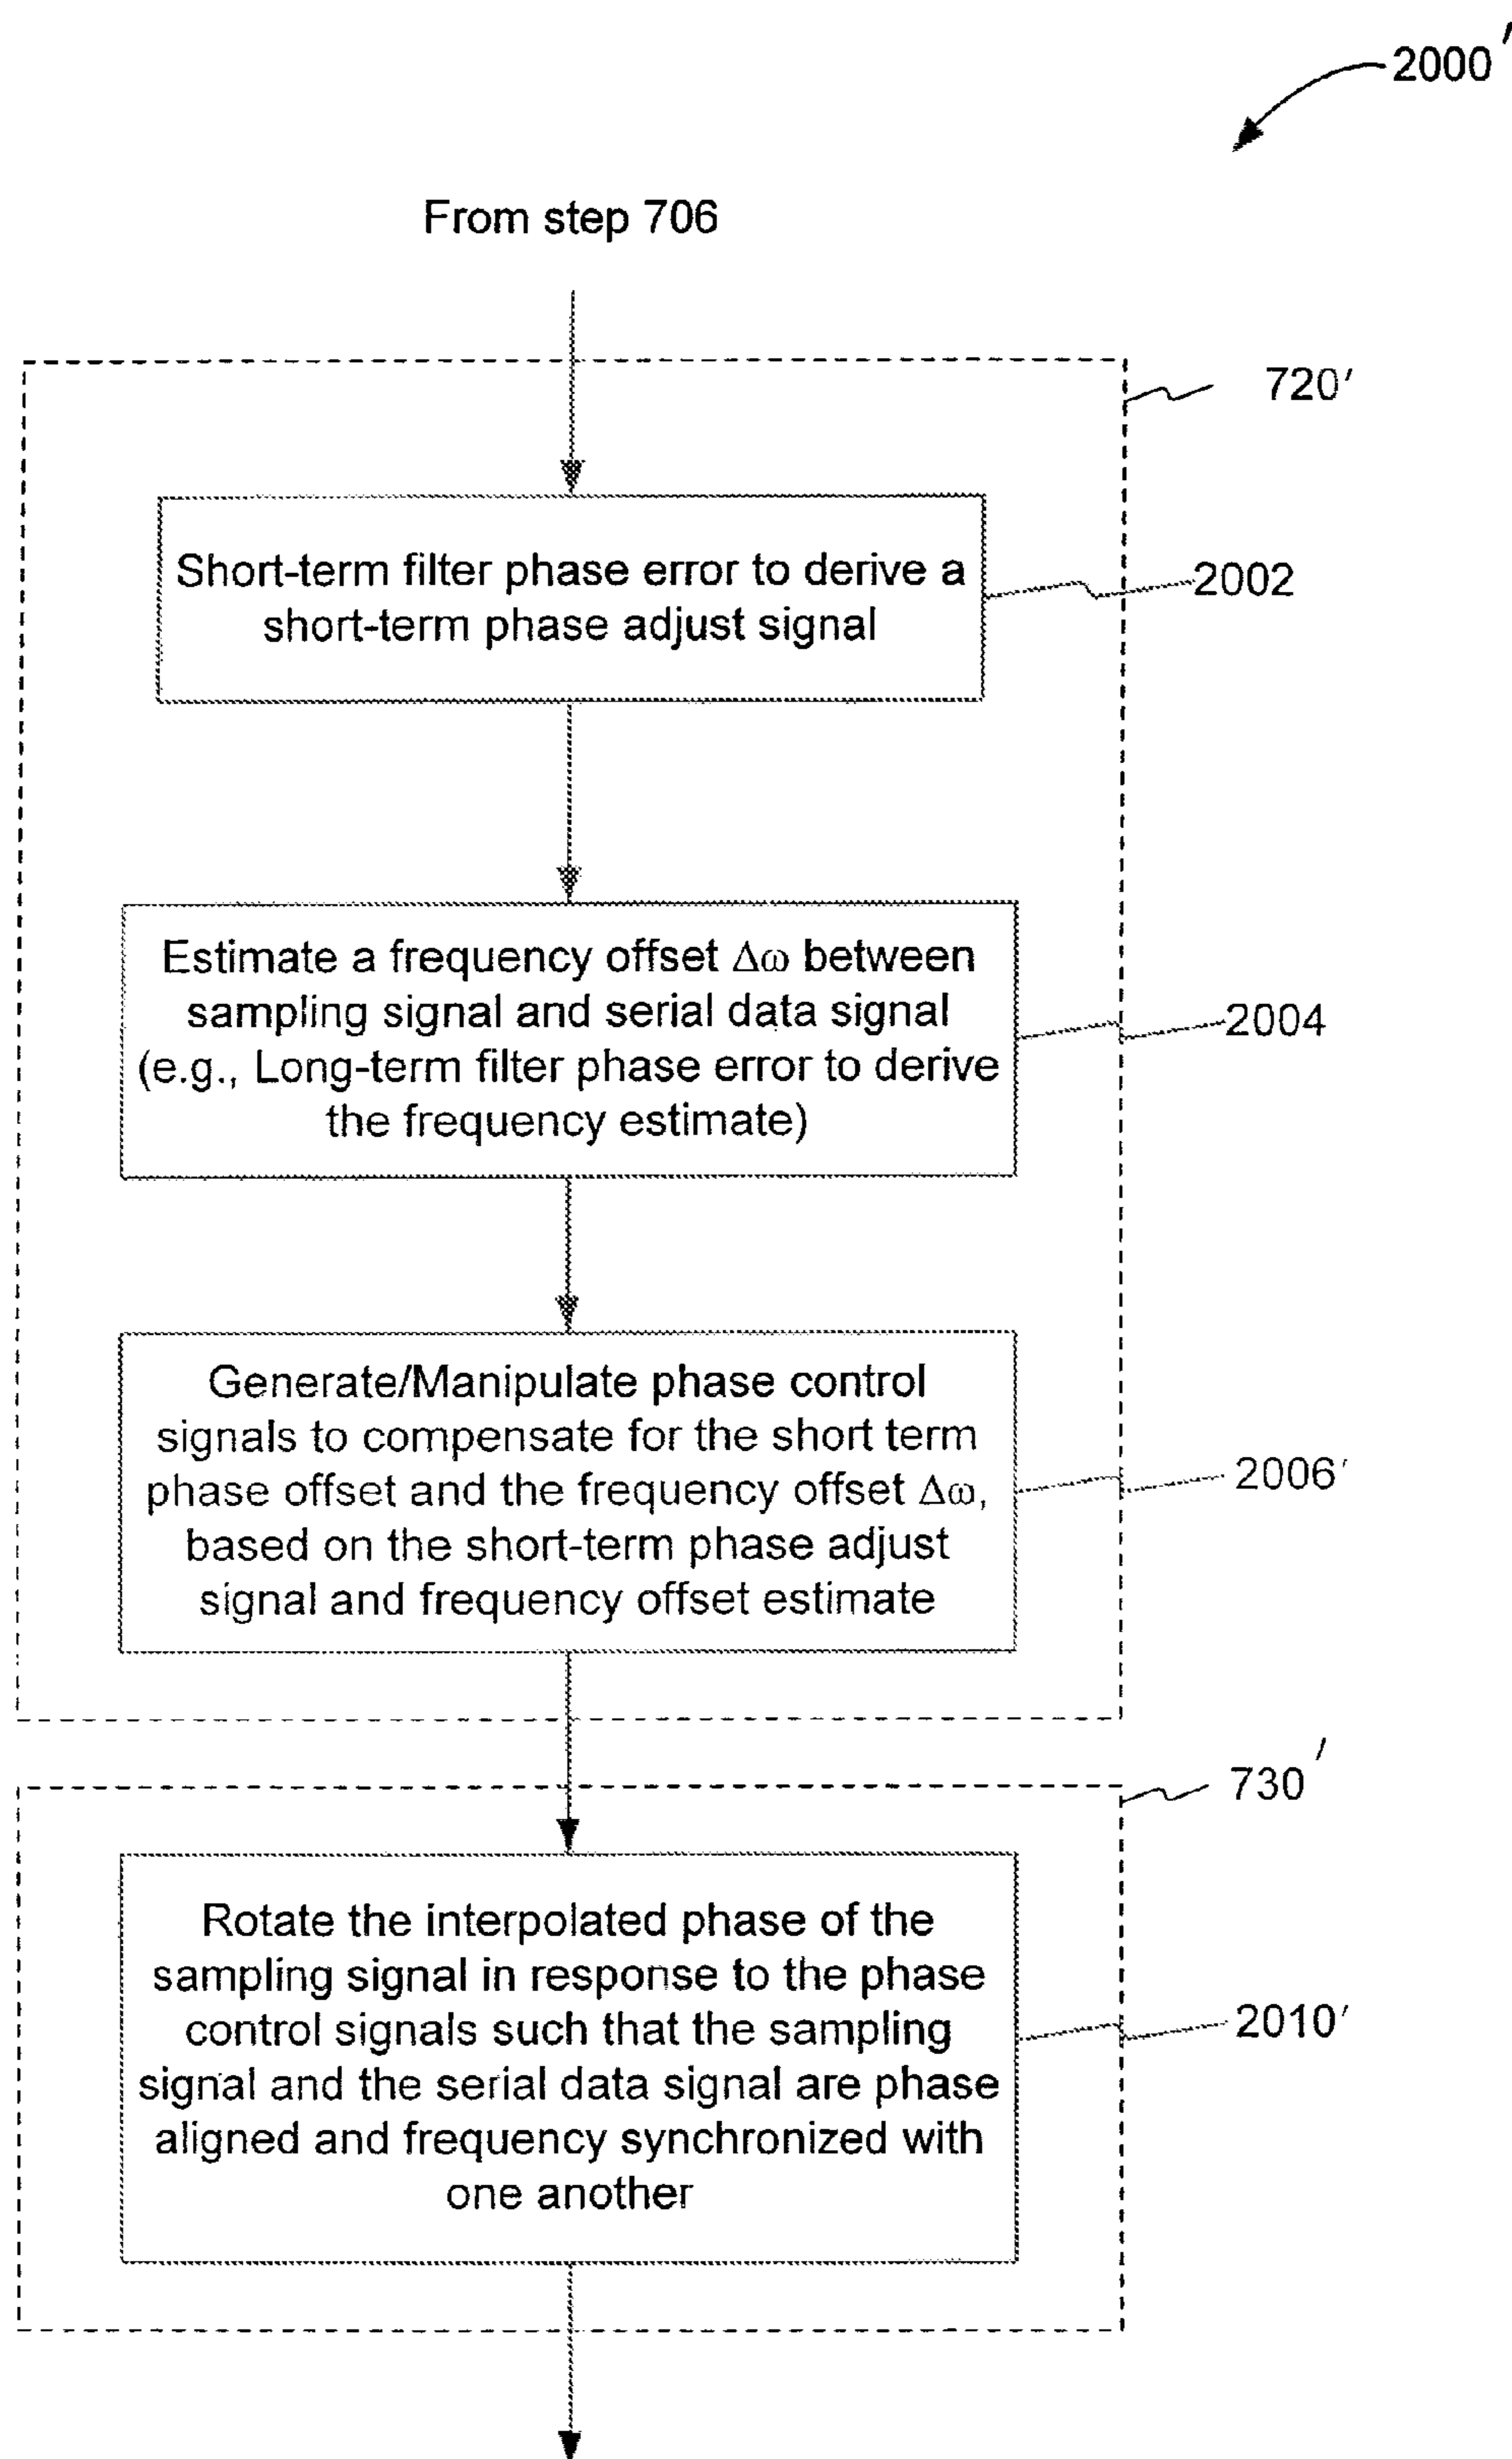 2000′
From step 706
720′
Short-term filter phase error to derive a
short-term phase adjust signal
2002
Estimate a frequency offset Δω between
sampling signal and serial data signal
(e.g., Long-term filter phase error to derive
the frequency estimate)
2004
Generate/Manipulate phase control
signals to compensate for the short term
phase offset and the frequency offset Δω,
based on the short-term phase adjust
signal and frequency offset estimate
2006′
730′
Rotate the interpolated phase of the
sampling signal in response to the phase
control signals such that the sampling
signal and the serial data signal are phase
aligned and frequency synchronized with
one another
2010′